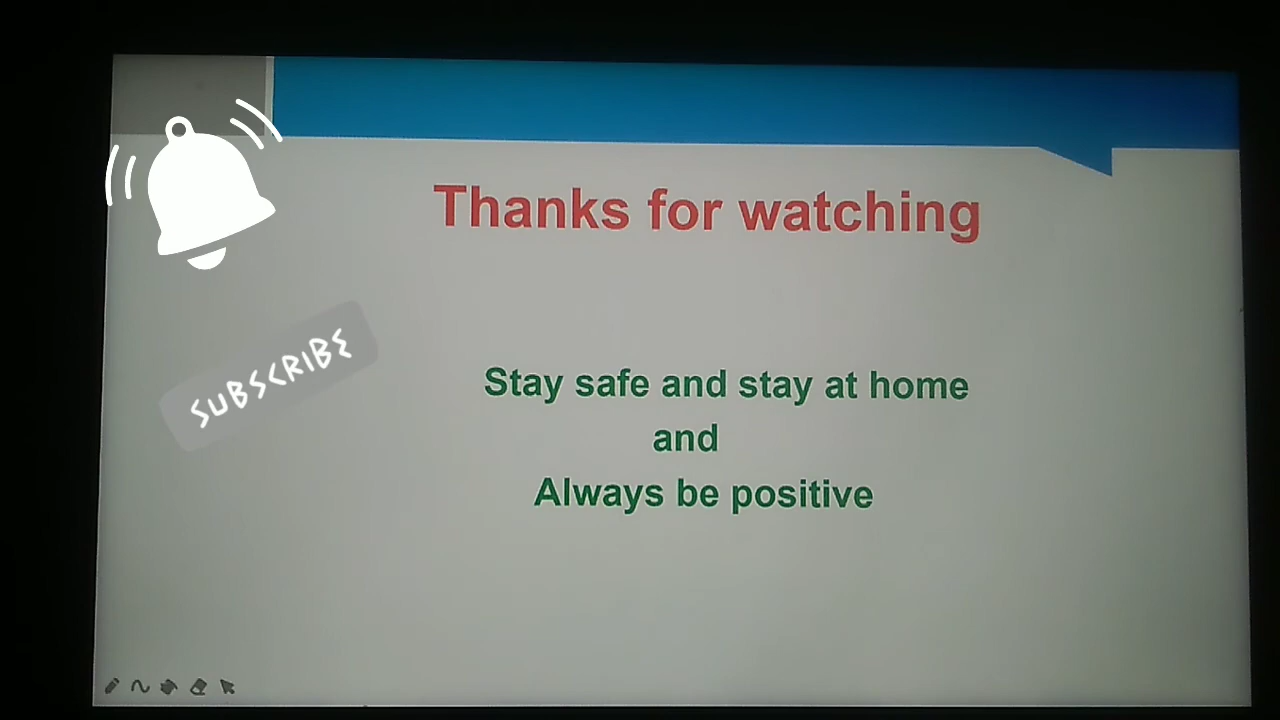 Thanks for watching
SUBSCRIBE
Stay safe and stay at home
and
Always be positive